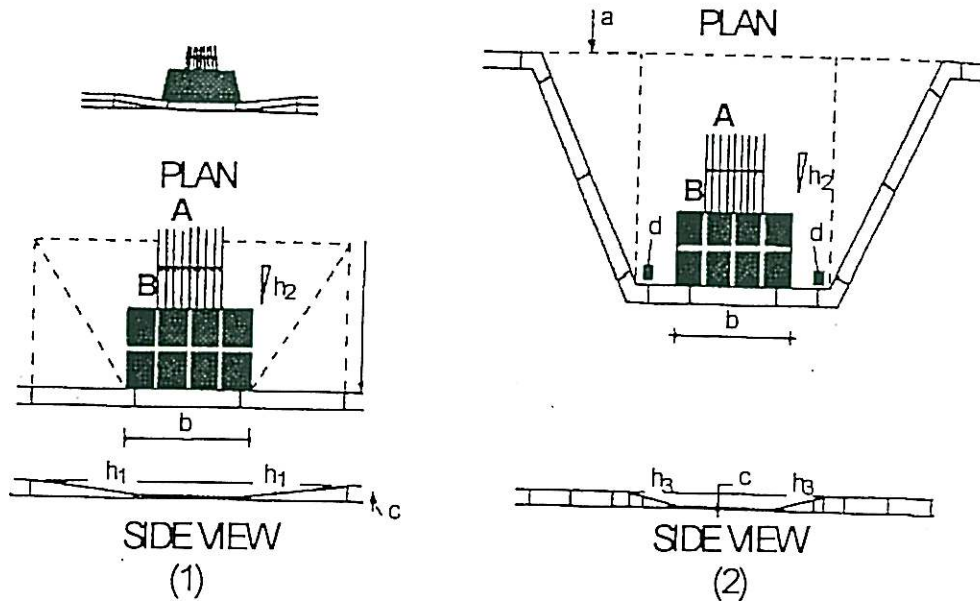 PLAN
A
B
h2
b
h1 h1
c
SIDE VIEW
(1)
a
PLAN
A
B
h2
d d
b
h3 c h3
SIDE VIEW
(2)